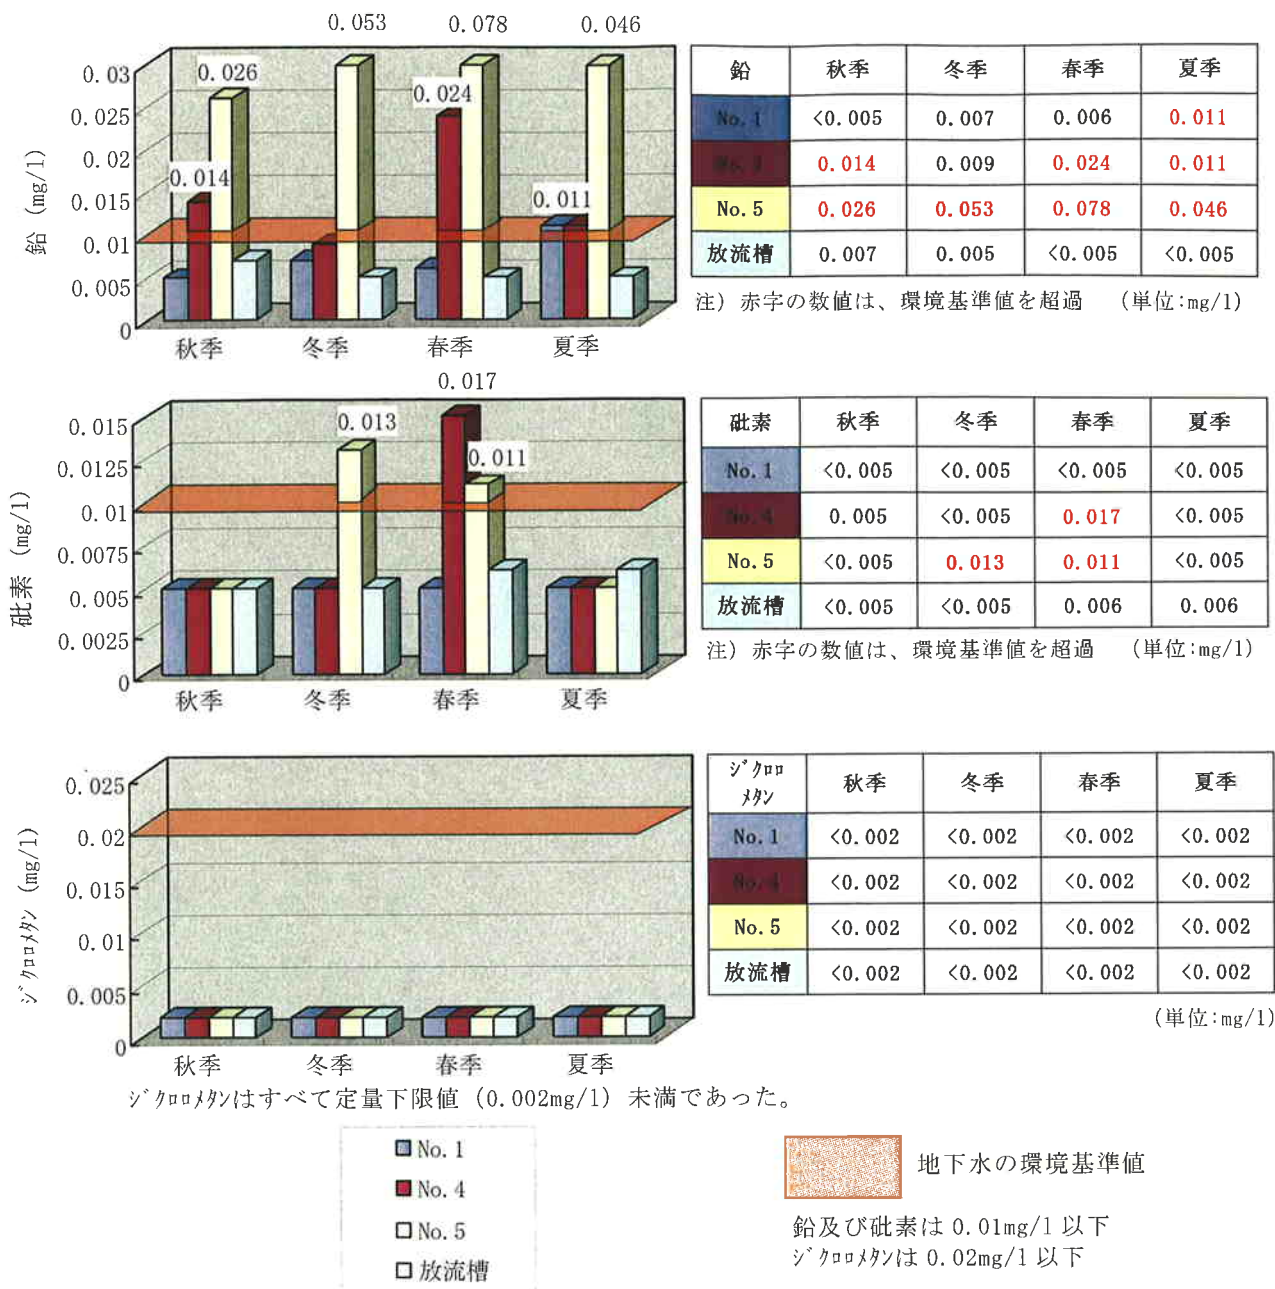 0.053 0.078 0.046
鉛 (mg/l)
0.03
0.025
0.02
0.015
0.01
0.005
0
0.026
0.014
0.024
0.011
秋季 冬季 春季 夏季
鉛 秋季 冬季 春季 夏季
No.1 <0.005 0.007 0.006 0.011
0.014 0.009 0.024 0.011
No.5 0.026 0.053 0.078 0.046
放流槽 0.007 0.005 <0.005 <0.005
注) 赤字の数値は、環境基準値を超過 (単位:mg/l)
0.017
砒素 (mg/l)
0.015
0.0125
0.01
0.0075
0.005
0.0025
0
0.013
0.011
秋季 冬季 春季 夏季
砒素 秋季 冬季 春季 夏季
No.1 <0.005 <0.005 <0.005 <0.005
No.4 0.005 <0.005 0.017 <0.005
No.5 <0.005 0.013 0.011 <0.005
放流槽 <0.005 <0.005 0.006 0.006
注) 赤字の数値は、環境基準値を超過 (単位:mg/l)
ジクロロメタン (mg/l)
0.025
0.02
0.015
0.01
0.005
0
秋季 冬季 春季 夏季
ジクロロ
メタン 秋季 冬季 春季 夏季
No.1 <0.002 <0.002 <0.002 <0.002
No.4 <0.002 <0.002 <0.002 <0.002
No.5 <0.002 <0.002 <0.002 <0.002
放流槽 <0.002 <0.002 <0.002 <0.002
(単位:mg/l)
ジクロロメタンはすべて定量下限値 (0.002mg/l) 未満であった。
No.1
No.4
No.5
放流槽
地下水の環境基準値
鉛及び砒素は 0.01mg/l 以下
ジクロロメタンは 0.02mg/l 以下